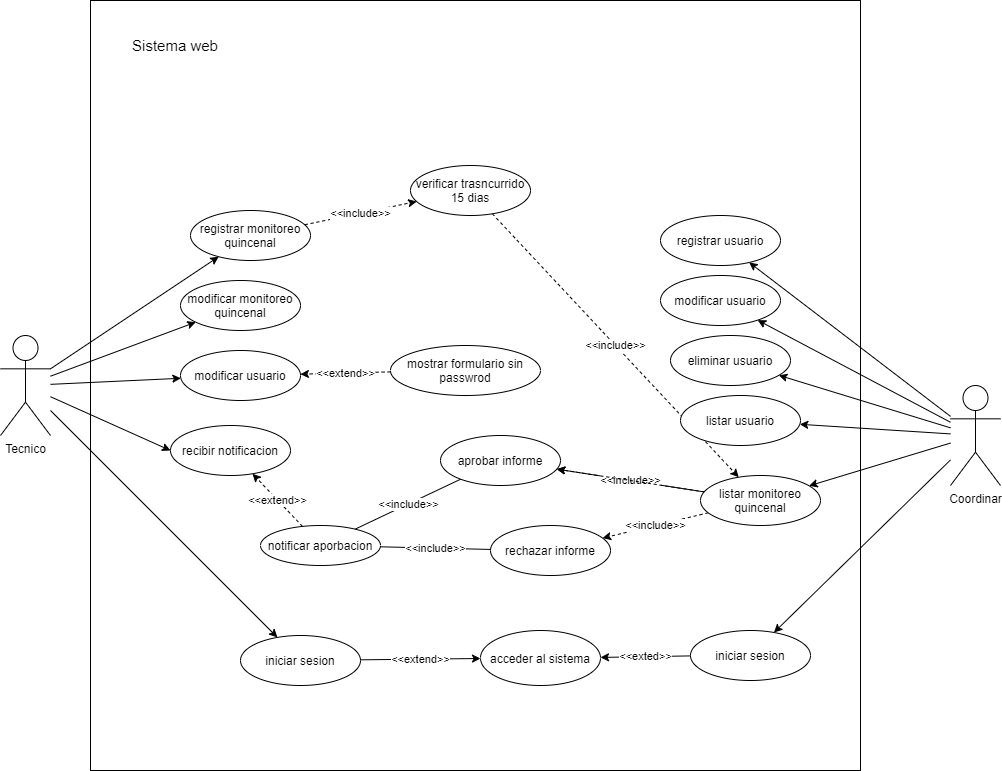 Sistema web
verificar trasncurrido
15 dias
<<include>>
registrar monitoreo
quincenal
registrar usuario
modificar monitoreo
quincenal
modificar usuario
<<include>>
mostrar formulario sin
passwrod
eliminar usuario
modificar usuario
<<extend>>
listar usuario
Tecnico
recibir notificacion
aprobar informe
<<include>>
listar monitoreo
quincenal
Coordinar
<<extend>>
<<include>>
<<include>>
notificar aporbacion
<<include>>
rechazar informe
iniciar sesion
<<extend>>
acceder al sistema
<<exted>>
iniciar sesion